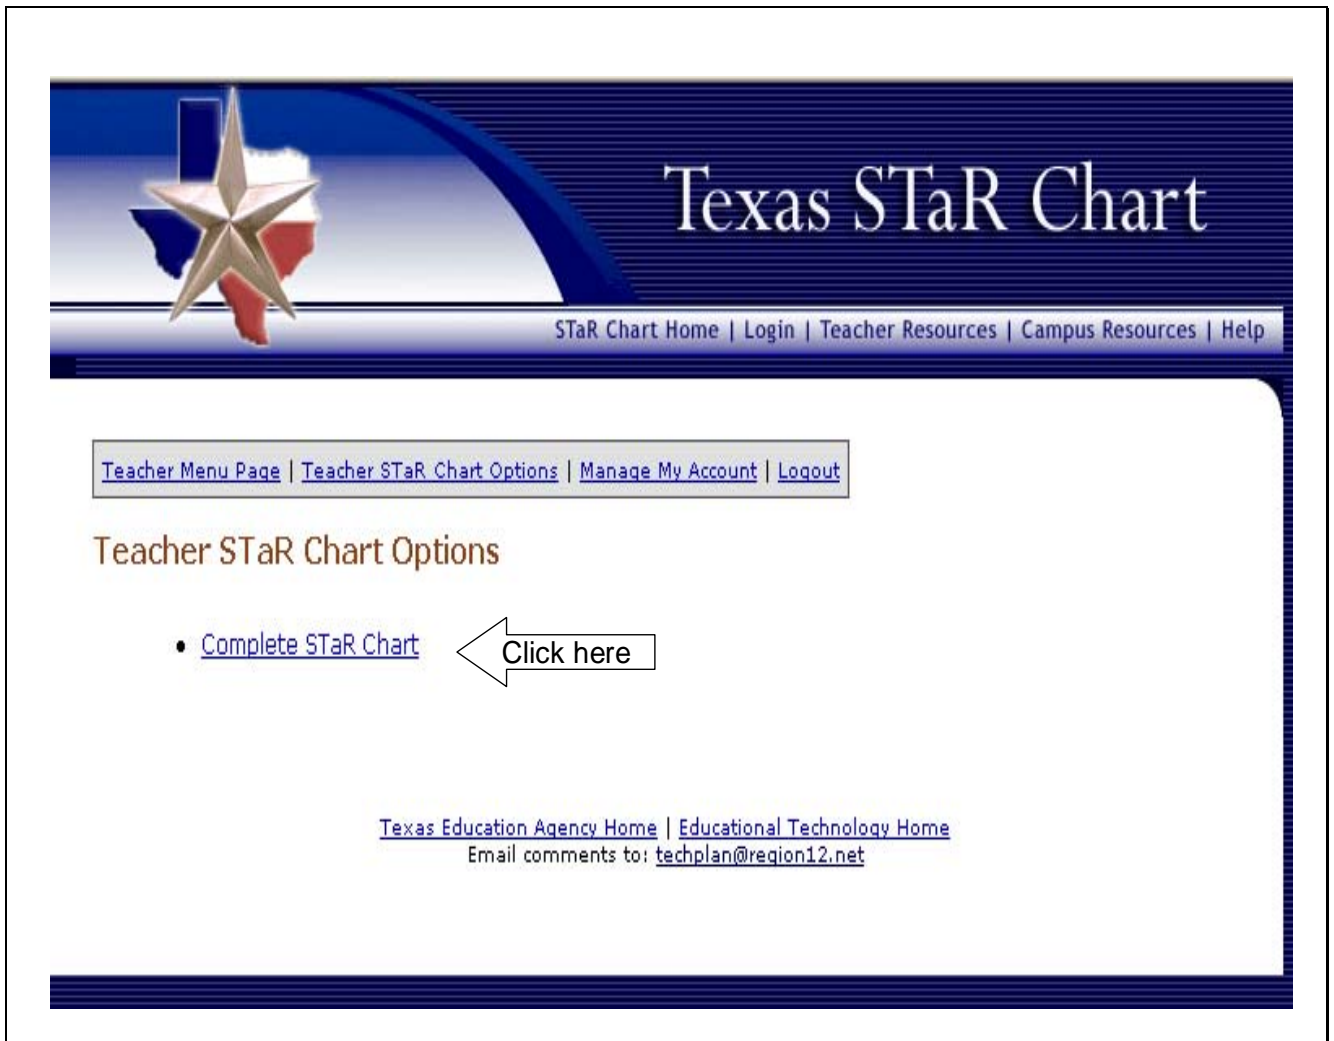 Texas STaR Chart
STaR Chart Home | Login | Teacher Resources | Campus Resources | Help
Teacher Menu Page | Teacher STaR Chart Options | Manage My Account | Logout
Teacher STaR Chart Options
• Complete STaR Chart
Click here
Texas Education Agency Home | Educational Technology Home
Email comments to: techplan@region12.net